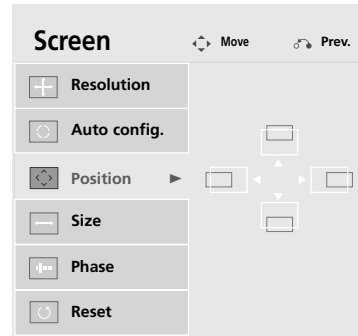 Screen Move Prev.
Resolution
Auto config.
Position
Size
Phase
Reset